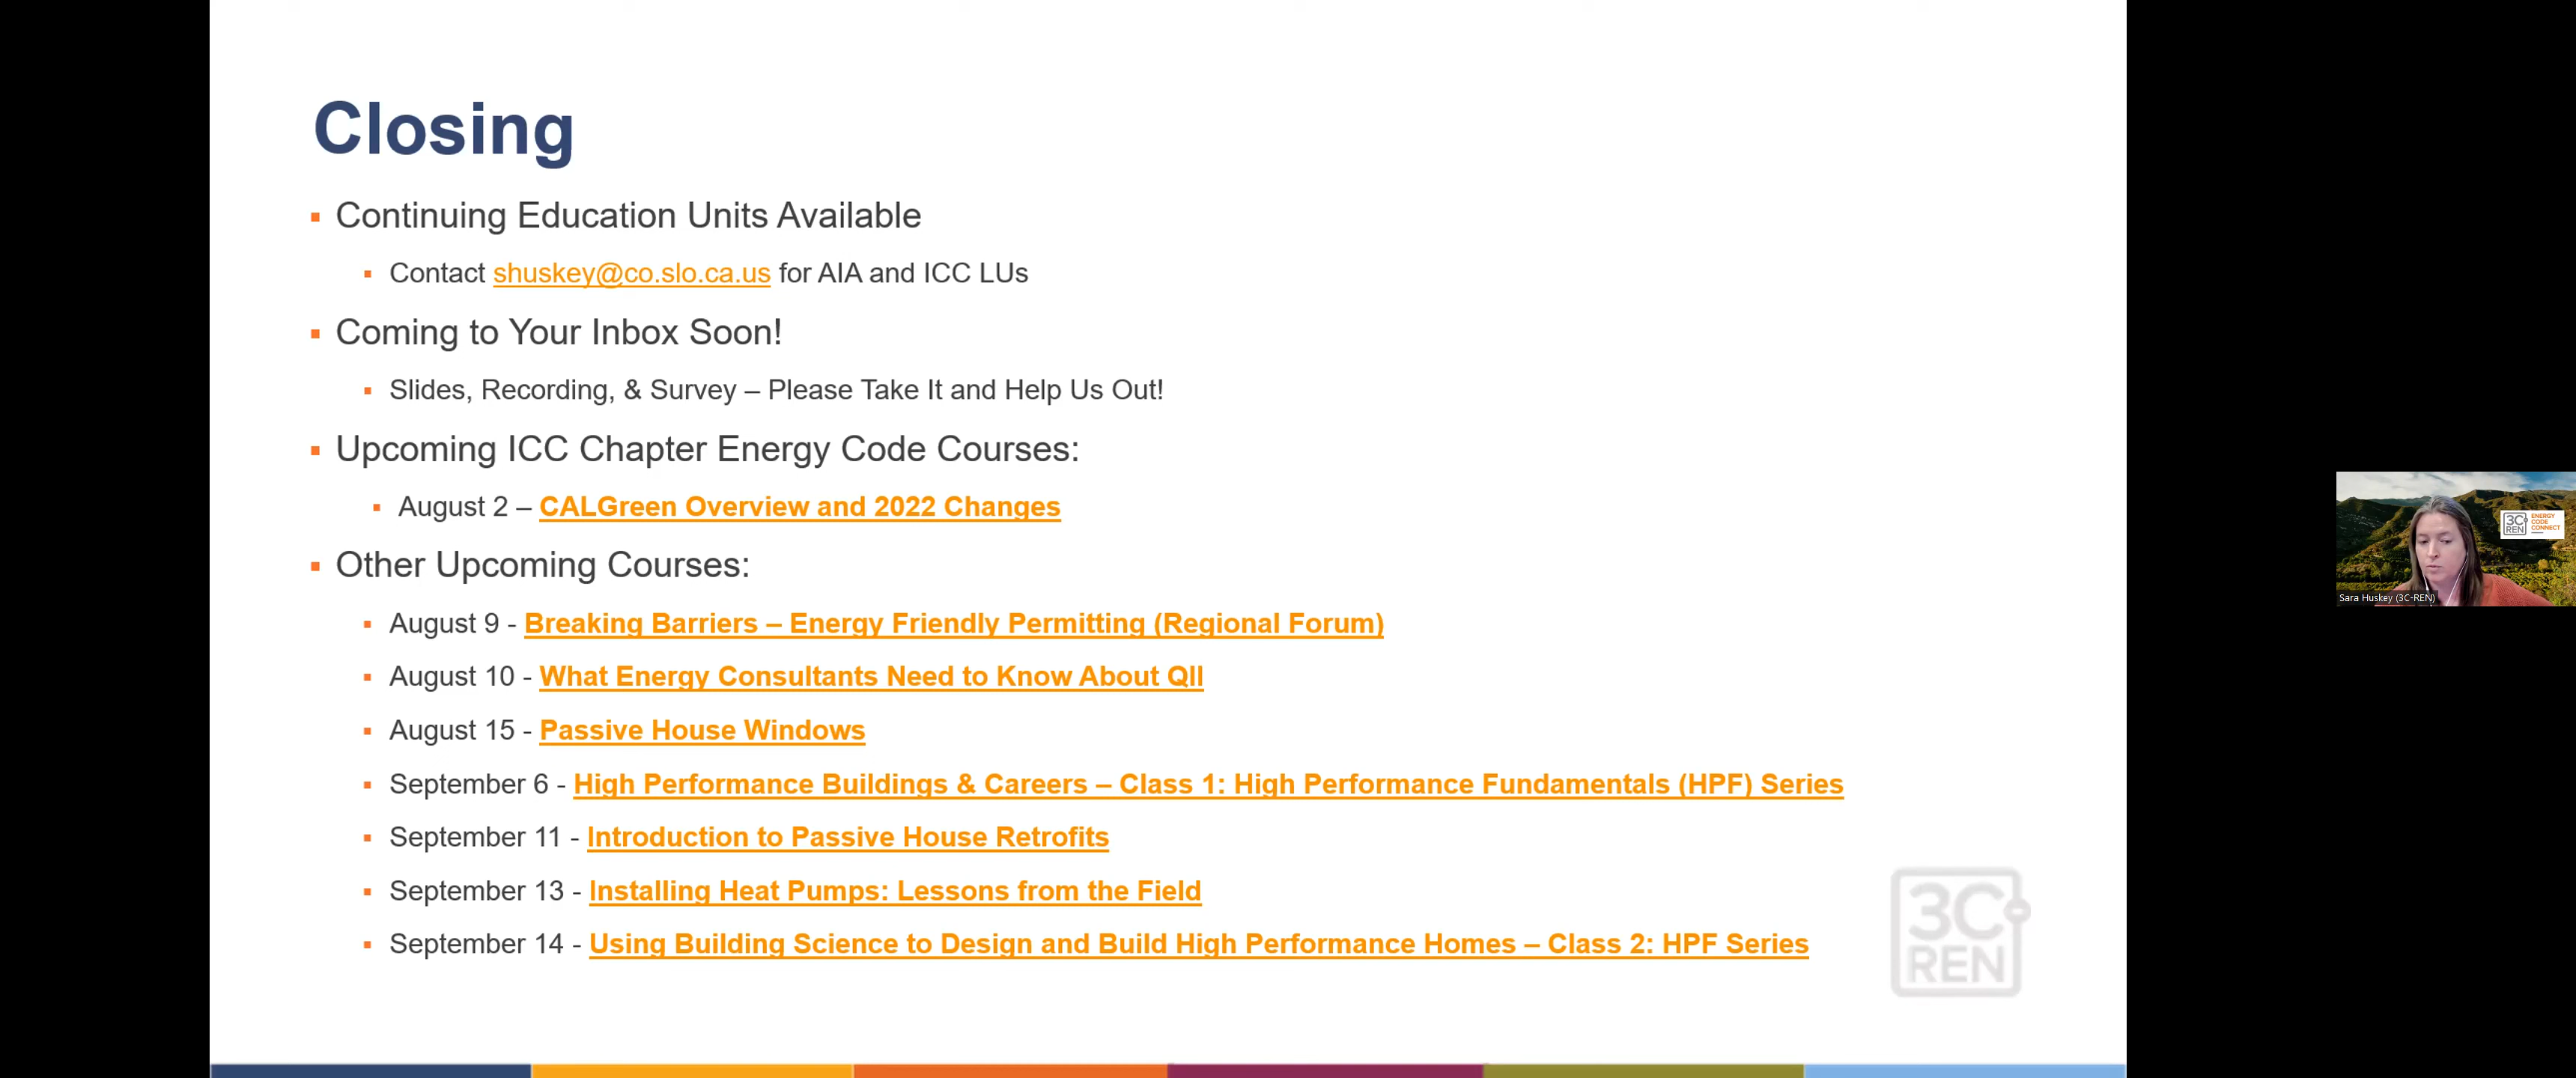 Closing
Continuing Education Units Available
Contact shuskey@co.slo.ca.us for AIA and ICC LUs
Coming to Your Inbox Soon!
Slides, Recording, & Survey – Please Take It and Help Us Out!
Upcoming ICC Chapter Energy Code Courses:
August 2 – CALGreen Overview and 2022 Changes
Other Upcoming Courses:
August 9 - Breaking Barriers – Energy Friendly Permitting (Regional Forum)
August 10 - What Energy Consultants Need to Know About QII
August 15 - Passive House Windows
September 6 - High Performance Buildings & Careers – Class 1: High Performance Fundamentals (HPF) Series
September 11 - Introduction to Passive House Retrofits
September 13 - Installing Heat Pumps: Lessons from the Field
September 14 - Using Building Science to Design and Build High Performance Homes – Class 2: HPF Series
3C
REN
3C
REN
ENERGY
CODE
CONNECT
Sara Huskey (3C-REN)